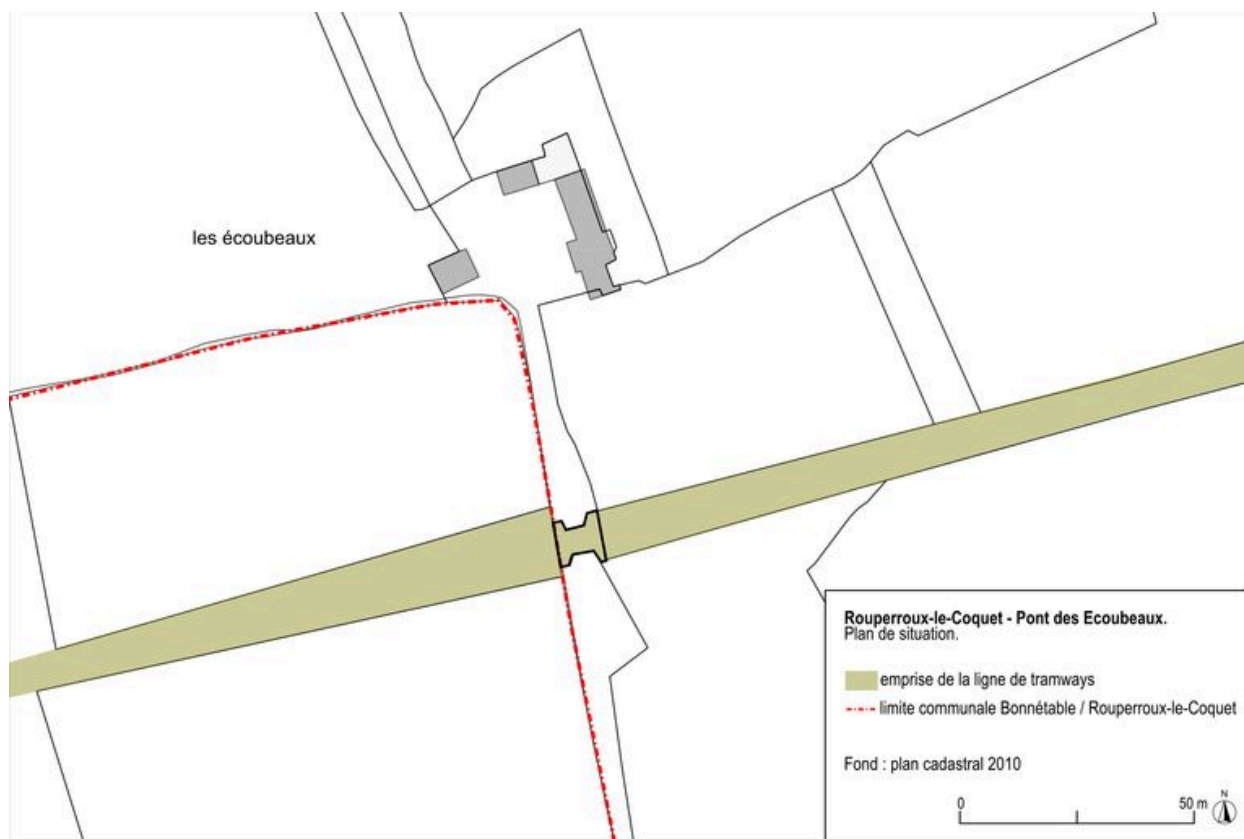 les écoubeaux
Rouperroux-le-Coquet - Pont des Ecoubeaux.
Plan de situation.
emprise de la ligne de tramways
limite communale Bonnétable / Rouperroux-le-Coquet
Fond : plan cadastral 2010
0 50 m N